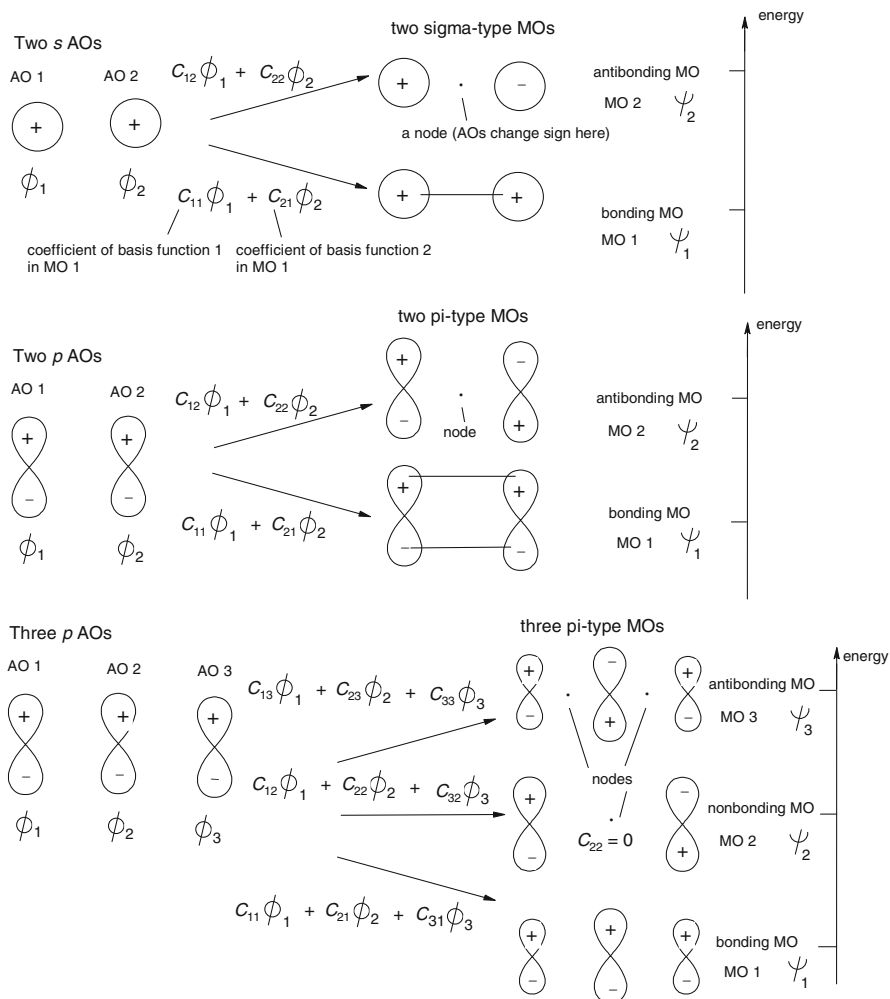 energy
two sigma-type MOs
Two s AOs
AO 1 AO 2
C12ϕ1 + C22ϕ2
antibonding MO
MO 2 ψ2
+ + + −
a node (AOs change sign here)
ϕ1 ϕ2
C11ϕ1 + C21ϕ2
+ +
bonding MO
MO 1 ψ1
coefficient of basis function 1
in MO 1
coefficient of basis function 2
in MO 1
two pi-type MOs
energy
Two p AOs
AO 1 AO 2
C12ϕ1 + C22ϕ2
+ −
− +
node
antibonding MO
MO 2 ψ2
+ +
− −
ϕ1 ϕ2
C11ϕ1 + C21ϕ2
+ +
− −
bonding MO
MO 1 ψ1
Three p AOs
three pi-type MOs
energy
AO 1 AO 2 AO 3
C13ϕ1 + C23ϕ2 + C33ϕ3
+ − +
− + −
antibonding MO
MO 3 ψ3
+ + +
− − −
nodes
C12ϕ1 + C22ϕ2 + C32ϕ3
+ −
− +
C22 = 0
nonbonding MO
MO 2 ψ2
ϕ1 ϕ2 ϕ3
C11ϕ1 + C21ϕ2 + C31ϕ3
+ + +
− − −
bonding MO
MO 1 ψ1